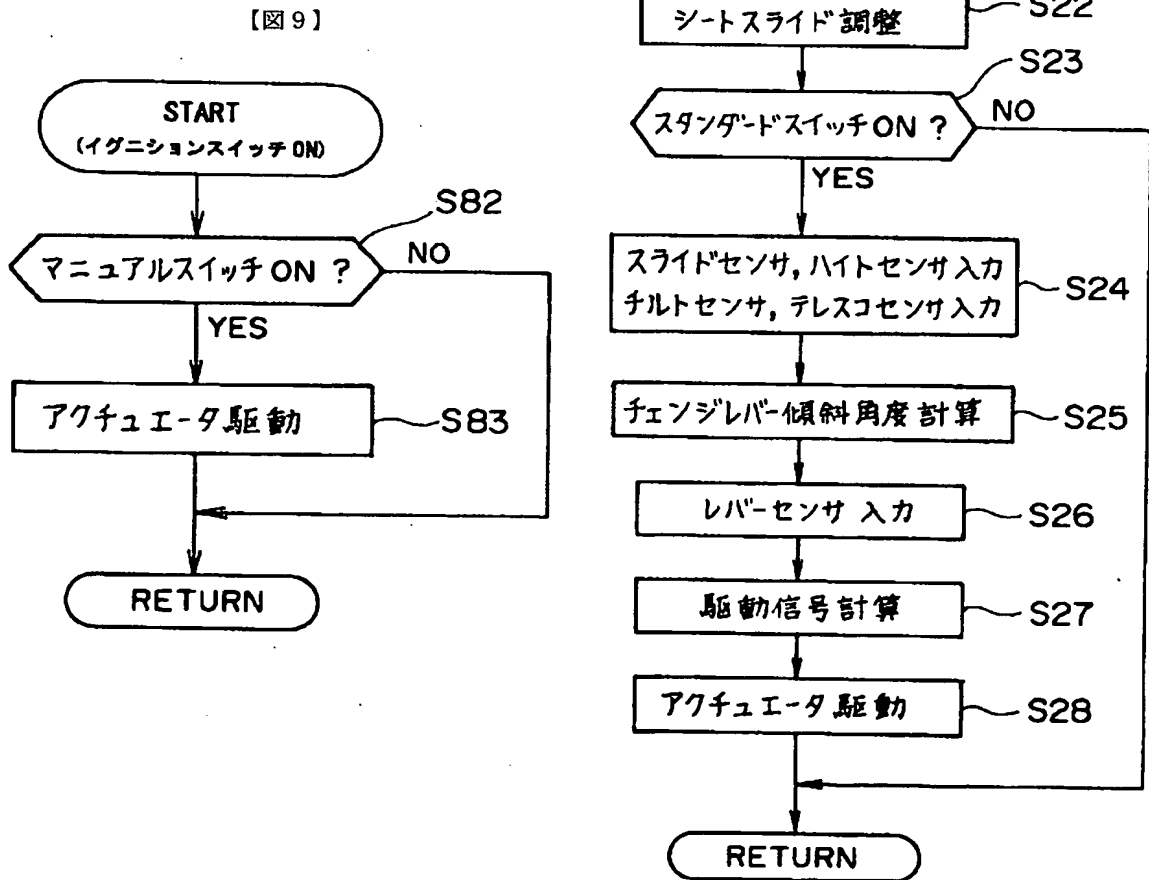 【図9】
START
(イグニションスイッチON)
S82
マニュアルスイッチON ?
NO
YES
アクチュエータ駆動
S83
RETURN
S22
シートスライド調整
S23
スタンダードスイッチON ?
NO
YES
スライドセンサ,ハイトセンサ入力
チルトセンサ,テレスコセンサ入力
S24
チェンジレバー傾斜角度計算
S25
レバーセンサ 入力
S26
駆動信号計算
S27
アクチュエータ駆動
S28
RETURN